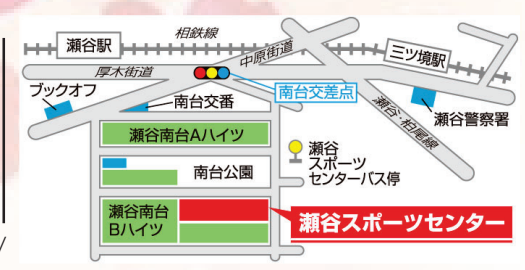 相鉄線
瀬谷駅
中原街道
三ツ境駅
厚木街道
ブックオフ
南台交番
南台交差点
瀬谷・柏尾線
瀬谷警察署
瀬谷南台Aハイツ
瀬谷
スポーツ
センターバス停
南台公園
瀬谷南台
Bハイツ
瀬谷スポーツセンター